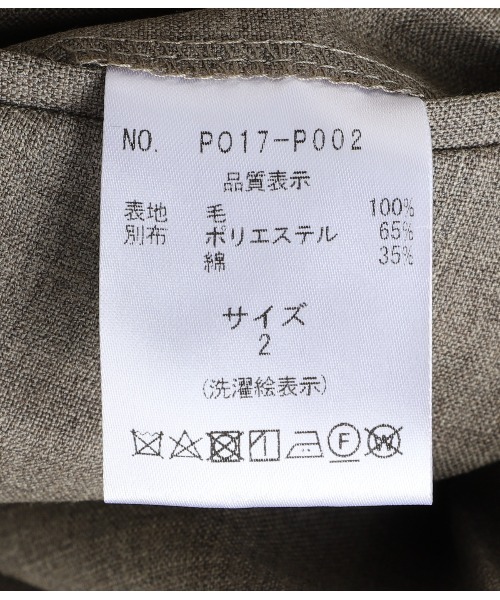 NO. P017-P002
品質表示
表地 毛 100%
別布 ポリエステル 65%
綿 35%
サイズ
2
(洗濯絵表示)
F W